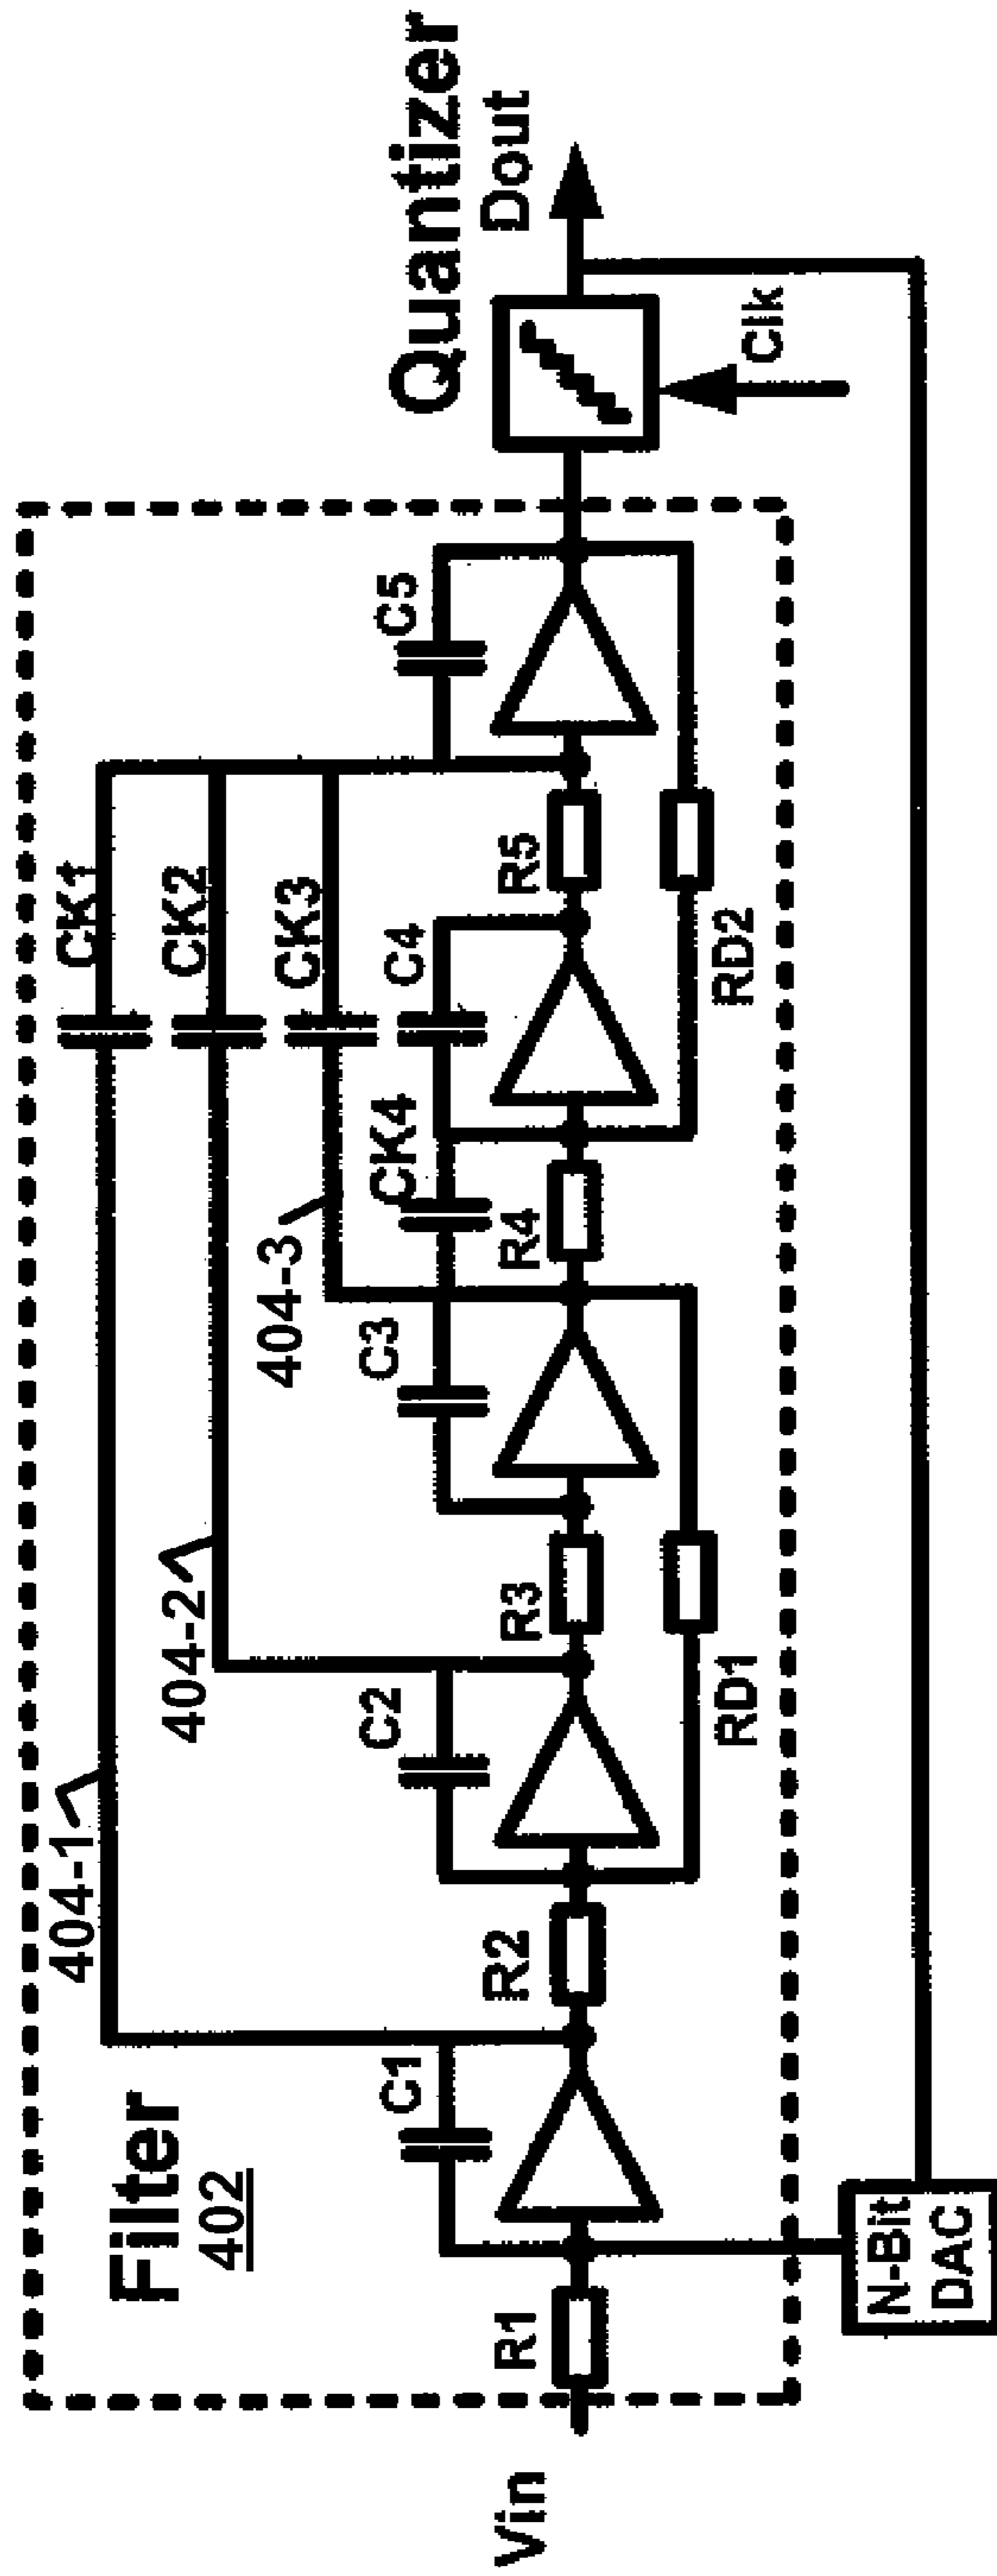 Filter
402
404-1
404-2
404-3
CK1
CK2
CK3
CK4
C1
C2
C3
C4
C5
Vin
R1
R2
R3
R4
R5
RD1
RD2
Quantizer
Dout
Clk
N-Bit
DAC